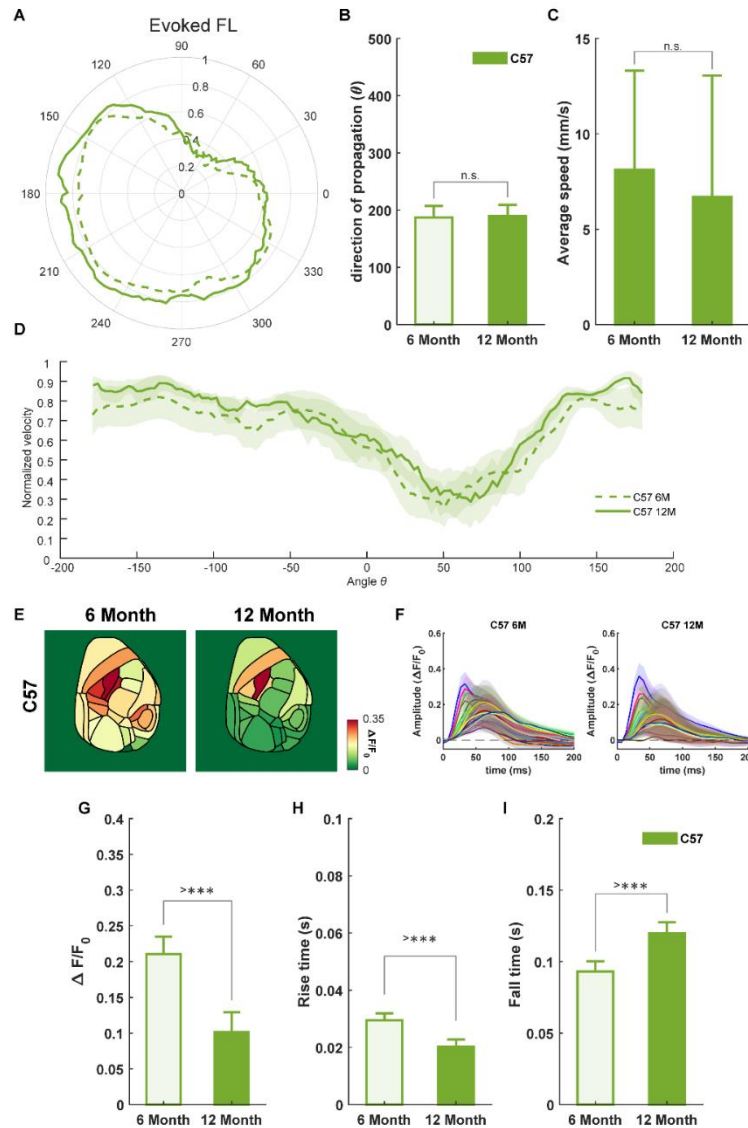 A
Evoked FL
90
1
120
60
0.8
0.6
150
30
0.4
0.2
180
0
0
210
330
240
300
270
B
500
C57
400
300
n.s.
200
100
0
direction of propagation (θ)
6 Month 12 Month
C
15
n.s.
10
5
0
Average speed (mm/s)
6 Month 12 Month
D
1
0.9
0.8
0.7
0.6
0.5
0.4
0.3
0.2
0.1
0
Normalized velocity
C57 6M
C57 12M
-200 -150 -100 -50 0 50 100 150 200
Angle θ
E
6 Month 12 Month
C57
0.35
Δ F/F0
0
F
C57 6M
0.6
0.4
0.2
0
Amplitude (ΔF/F0)
0 50 100 150 200
time (ms)
C57 12M
0.6
0.4
0.2
0
Amplitude (ΔF/F0)
0 50 100 150 200
time (ms)
G
0.4
0.35
0.3
0.25
0.2
0.15
0.1
0.05
0
Δ F/F0
>***
6 Month 12 Month
H
0.1
0.08
0.06
0.04
0.02
0
Rise time (s)
>***
6 Month 12 Month
I
0.2
C57
0.15
0.1
0.05
0
Fall time (s)
>***
6 Month 12 Month